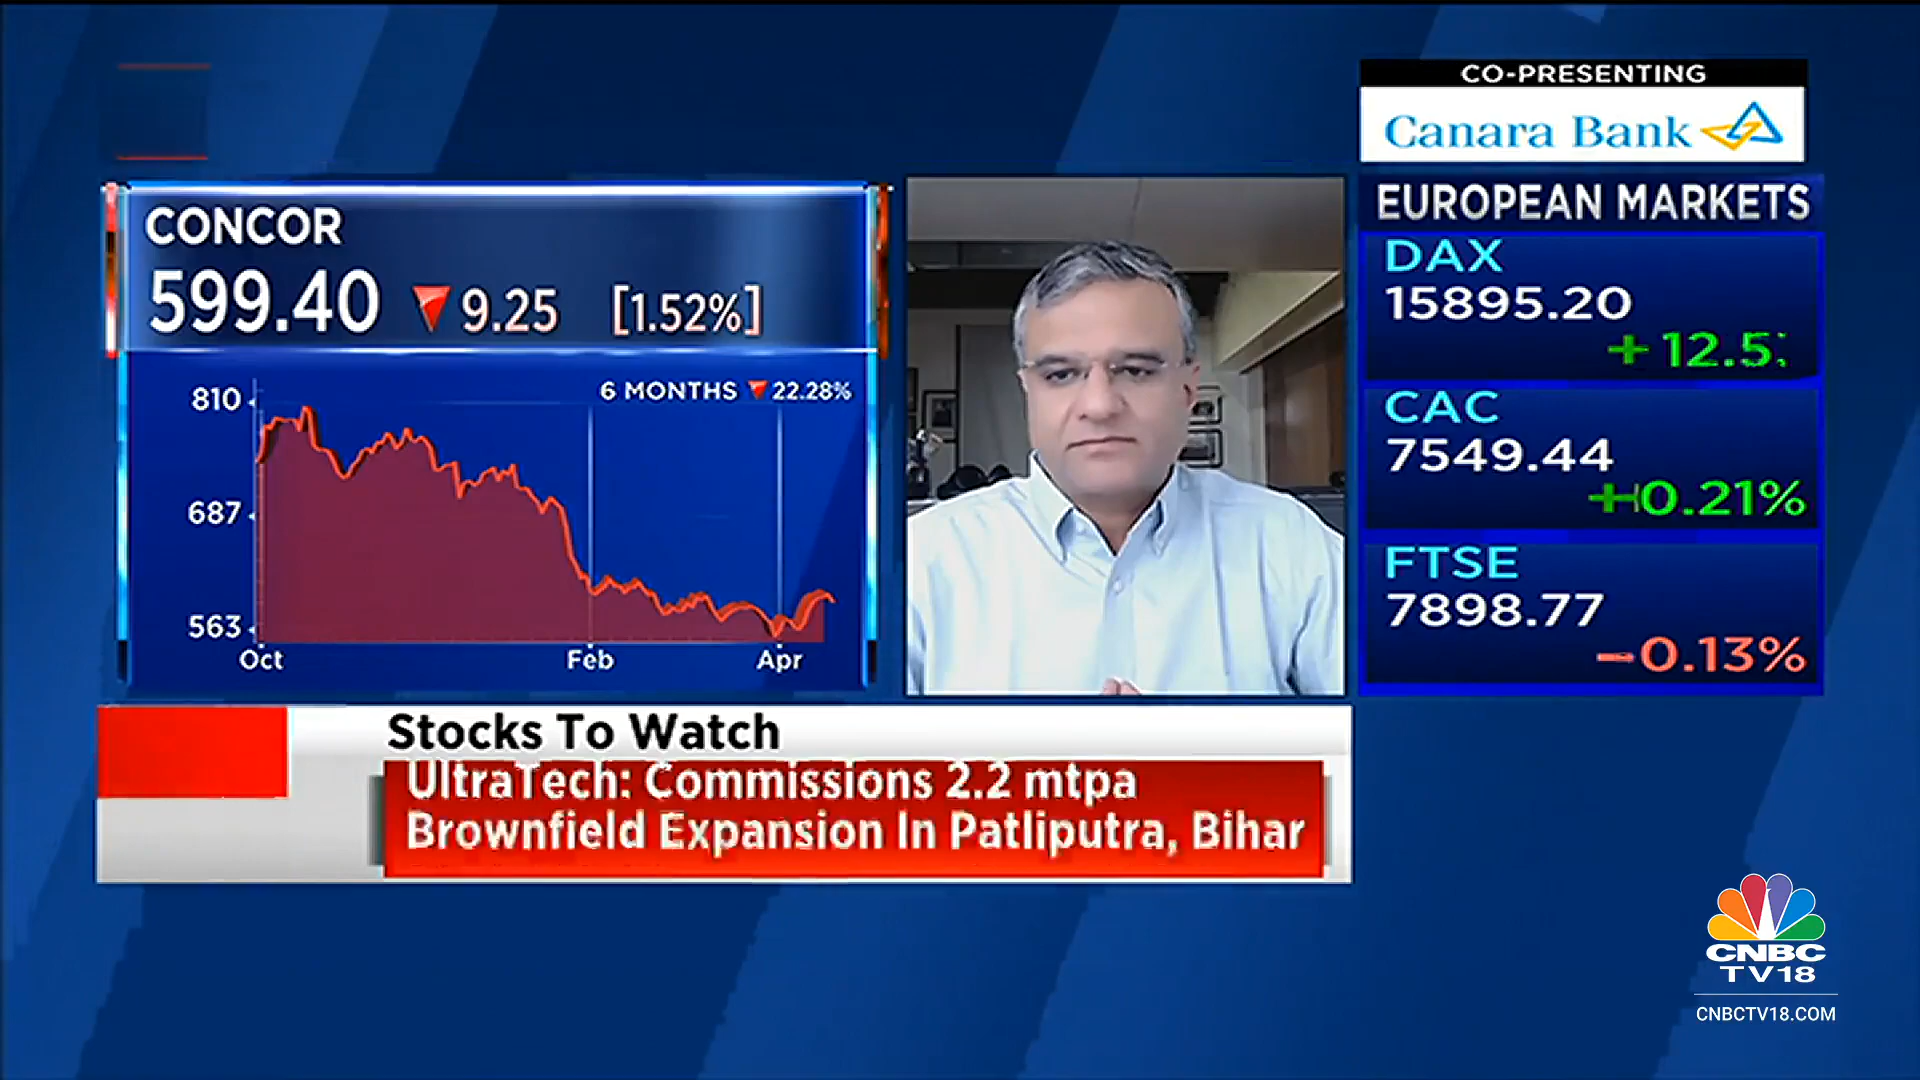 CO-PRESENTING
Canara Bank
CONCOR
599.40 ▼ 9.25 [1.52%]
6 MONTHS ▼ 22.28%
810
687
563
Oct Feb Apr
EUROPEAN MARKETS
DAX
15895.20
CAC
7549.44
+0.21%
FTSE
7898.77
-0.13%
Stocks To Watch
UltraTech: Commissions 2.2 mtpa
Brownfield Expansion In Patliputra, Bihar
CNBC
TV18
CNBCTV18.COM